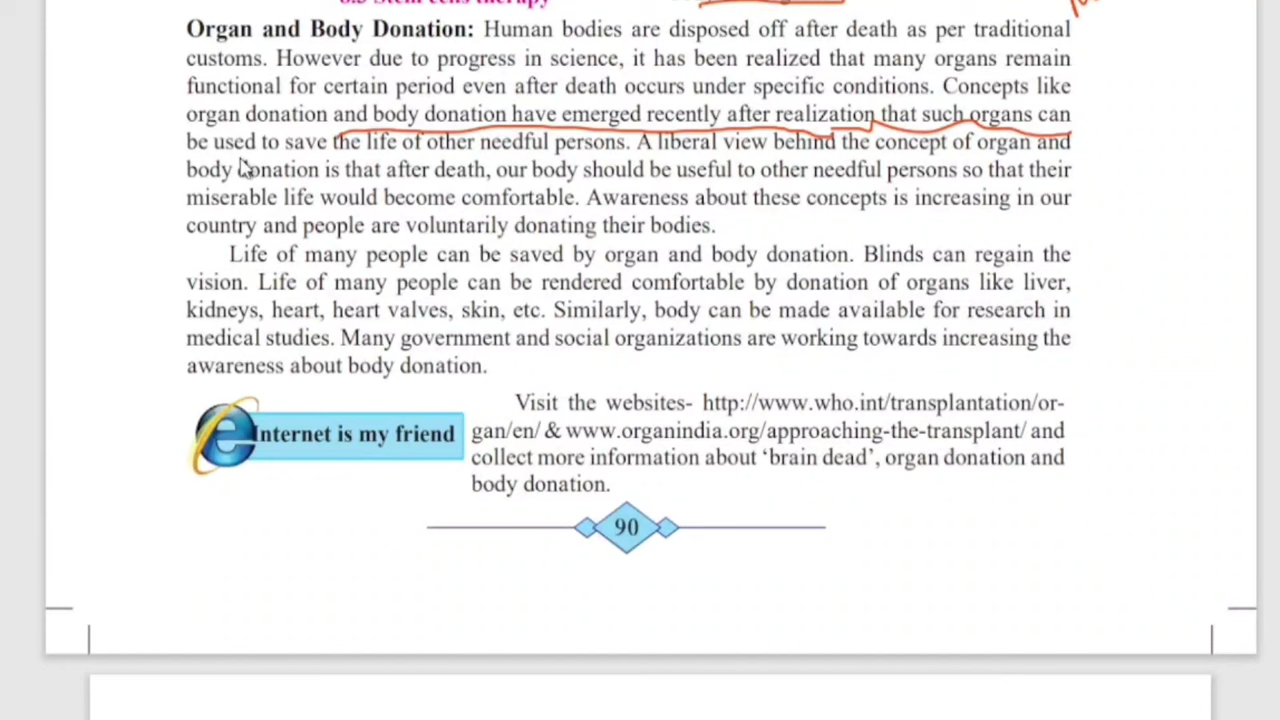 8.5 Stem cells therapy
Organ and Body Donation: Human bodies are disposed off after death as per traditional
customs. However due to progress in science, it has been realized that many organs remain
functional for certain period even after death occurs under specific conditions. Concepts like
organ donation and body donation have emerged recently after realization that such organs can
be used to save the life of other needful persons. A liberal view behind the concept of organ and
body donation is that after death, our body should be useful to other needful persons so that their
miserable life would become comfortable. Awareness about these concepts is increasing in our
country and people are voluntarily donating their bodies.
Life of many people can be saved by organ and body donation. Blinds can regain the
vision. Life of many people can be rendered comfortable by donation of organs like liver,
kidneys, heart, heart valves, skin, etc. Similarly, body can be made available for research in
medical studies. Many government and social organizations are working towards increasing the
awareness about body donation.
Internet is my friend
Visit the websites- http://www.who.int/transplantation/or-
gan/en/ & www.organindia.org/approaching-the-transplant/ and
collect more information about ‘brain dead’, organ donation and
body donation.
90